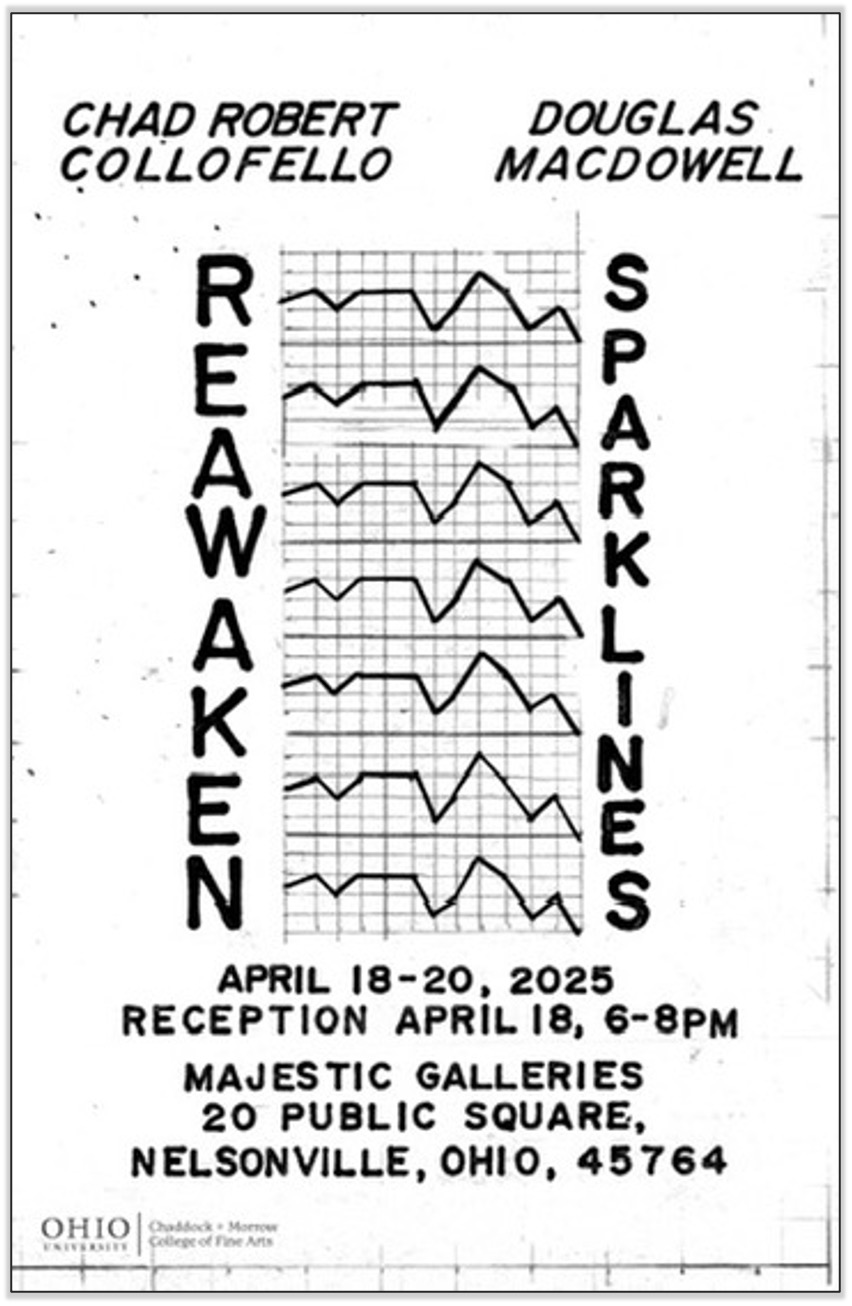 CHAD ROBERT
COLLOFELLO
DOUGLAS
MACDOWELL
REAWAKEN
SPARKLINES
APRIL 18-20, 2025
RECEPTION APRIL 18, 6-8PM
MAJESTIC GALLERIES
20 PUBLIC SQUARE,
NELSONVILLE, OHIO, 45764
OHIO
UNIVERSITY
Chaddock + Morrow
College of Fine Arts